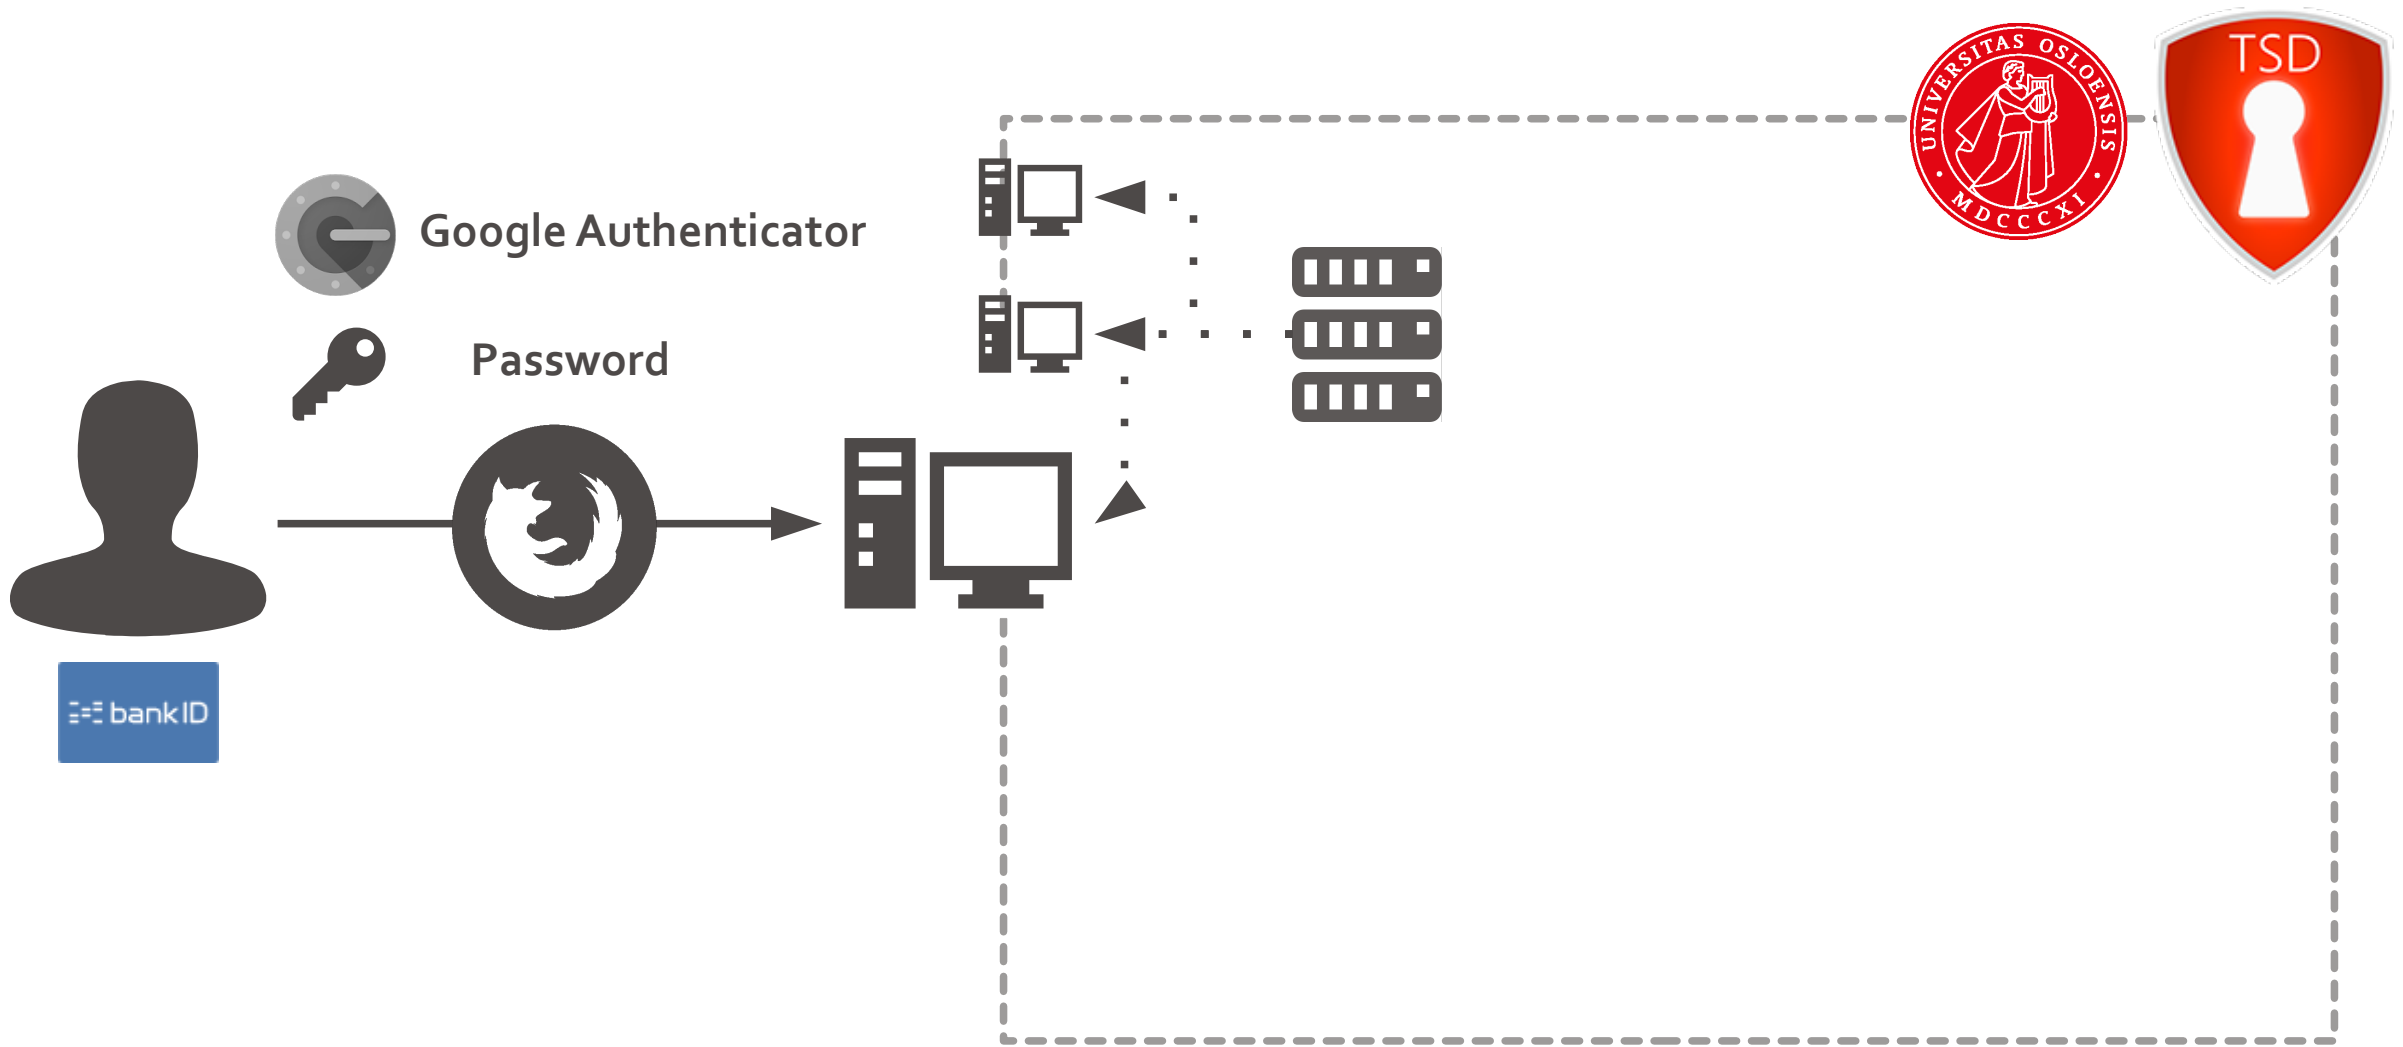 UNIVERSITAS OSLOENSIS
MDCCCXI
TSD
Google Authenticator
Password
bankID